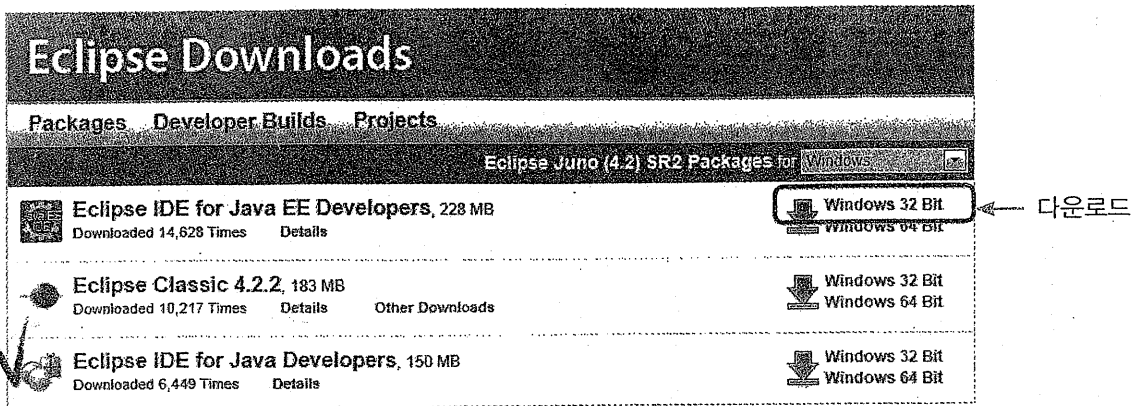 Eclipse Downloads
Packages Developer Builds Projects
Eclipse Juno (4.2) SR2 Packages for Windows
Eclipse IDE for Java EE Developers, 228 MB
Windows 32 Bit
다운로드
Downloaded 14,628 Times Details
Windows 64 Bit
Eclipse Classic 4.2.2, 183 MB
Windows 32 Bit
Downloaded 10,217 Times Details Other Downloads
Windows 64 Bit
Eclipse IDE for Java Developers, 150 MB
Windows 32 Bit
Downloaded 6,449 Times Details
Windows 64 Bit